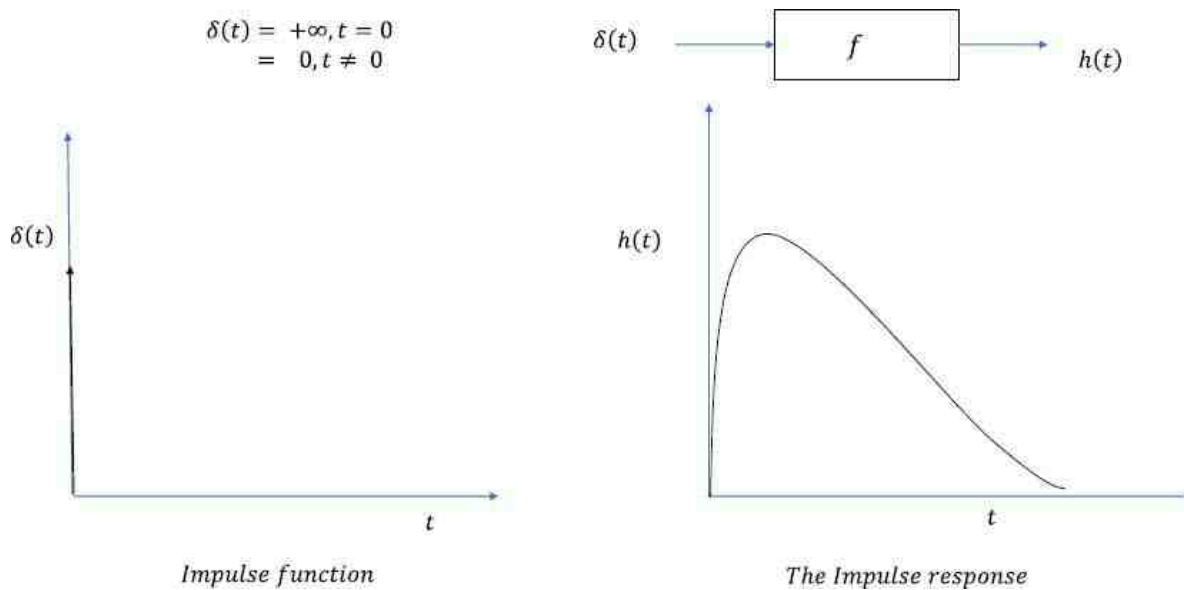 δ(t) = +∞, t = 0
= 0, t ≠ 0
δ(t)
t
Impulse function
δ(t)
f
h(t)
h(t)
t
The Impulse response